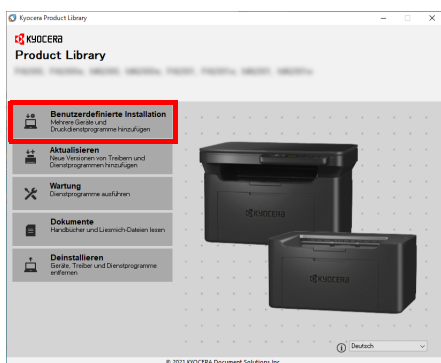 Kyocera Product Library
KYOCERA
Product Library
Benutzerdefinierte Installation
Mehrere Geräte und
Druckdienstprogramme hinzufügen
Aktualisieren
Neue Versionen von Treibern und
Dienstprogrammen hinzufügen
Wartung
Dienstprogramme ausführen
Dokumente
Handbücher und Liesmich-Dateien lesen
Deinstallieren
Geräte, Treiber und Dienstprogramme
entfernen
KYOCERA
KYOCERA
Deutsch
© 2021 KYOCERA Document Solutions Inc.